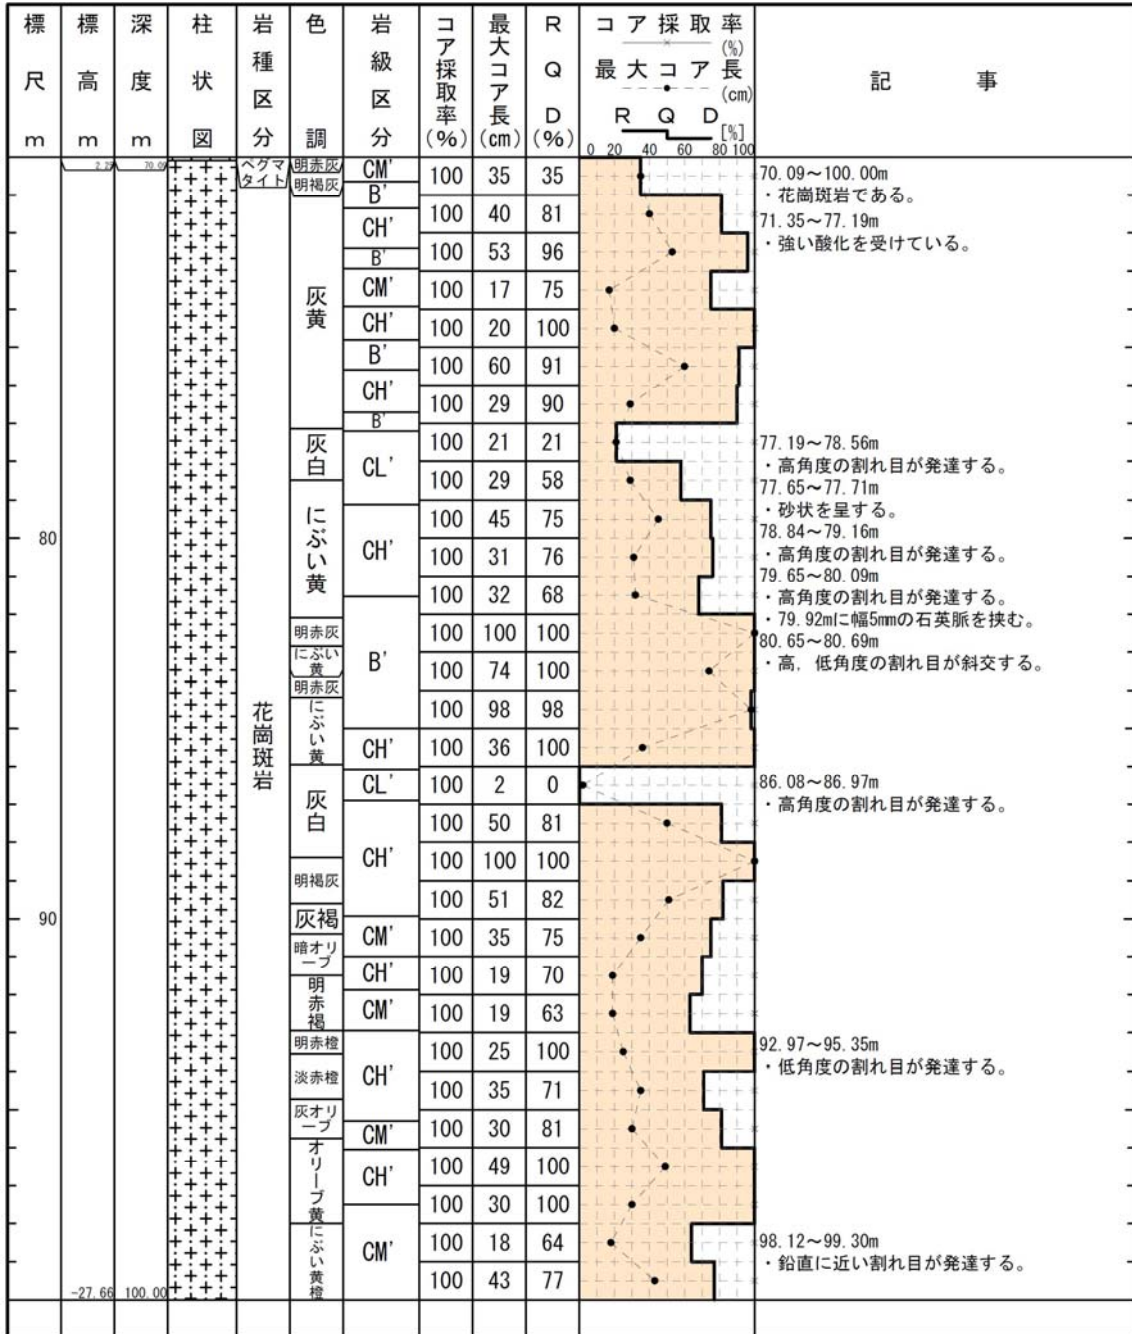 標尺 m
標高 m
深度 m
柱状図
岩種区分
色調
岩級区分
コア採取率(%)
最大コア長(cm)
RQD(%)
コア採取率
(%)
最大コア長
(cm)
RQD
[%]
0 20 40 60 80 100
記事
70.09
ペグマタイト
花崗斑岩
80
90
-27.66 100.00
明赤灰
明褐灰
灰黄
灰白
にぶい黄
明赤灰
にぶい黄
明赤灰
にぶい黄
灰白
明褐灰
灰褐
暗オリーブ
明赤褐
明赤橙
淡赤橙
灰オリーブ
オリーブ黄
にぶい黄橙
CM'
B'
CH'
B'
CM'
CH'
B'
CH'
B'
CL'
CH'
B'
CH'
CL'
CH'
CM'
CH'
CM'
CH'
CM'
CH'
CM'
100 35 35
100 40 81
100 53 96
100 17 75
100 20 100
100 60 91
100 29 90
100 21 21
100 29 58
100 45 75
100 31 76
100 32 68
100 100 100
100 74 100
100 98 98
100 36 100
100 2 0
100 50 81
100 100 100
100 51 82
100 35 75
100 19 70
100 19 63
100 25 100
100 35 71
100 30 81
100 49 100
100 30 100
100 18 64
100 43 77
70.09～100.00m
・花崗斑岩である。
71.35～77.19m
・強い酸化を受けている。
77.19～78.56m
・高角度の割れ目が発達する。
77.65～77.71m
・砂状を呈する。
78.84～79.16m
・高角度の割れ目が発達する。
79.65～80.09m
・高角度の割れ目が発達する。
・79.92mに幅5mmの石英脈を挟む。
80.65～80.69m
・高，低角度の割れ目が斜交する。
86.08～86.97m
・高角度の割れ目が発達する。
92.97～95.35m
・低角度の割れ目が発達する。
98.12～99.30m
・鉛直に近い割れ目が発達する。